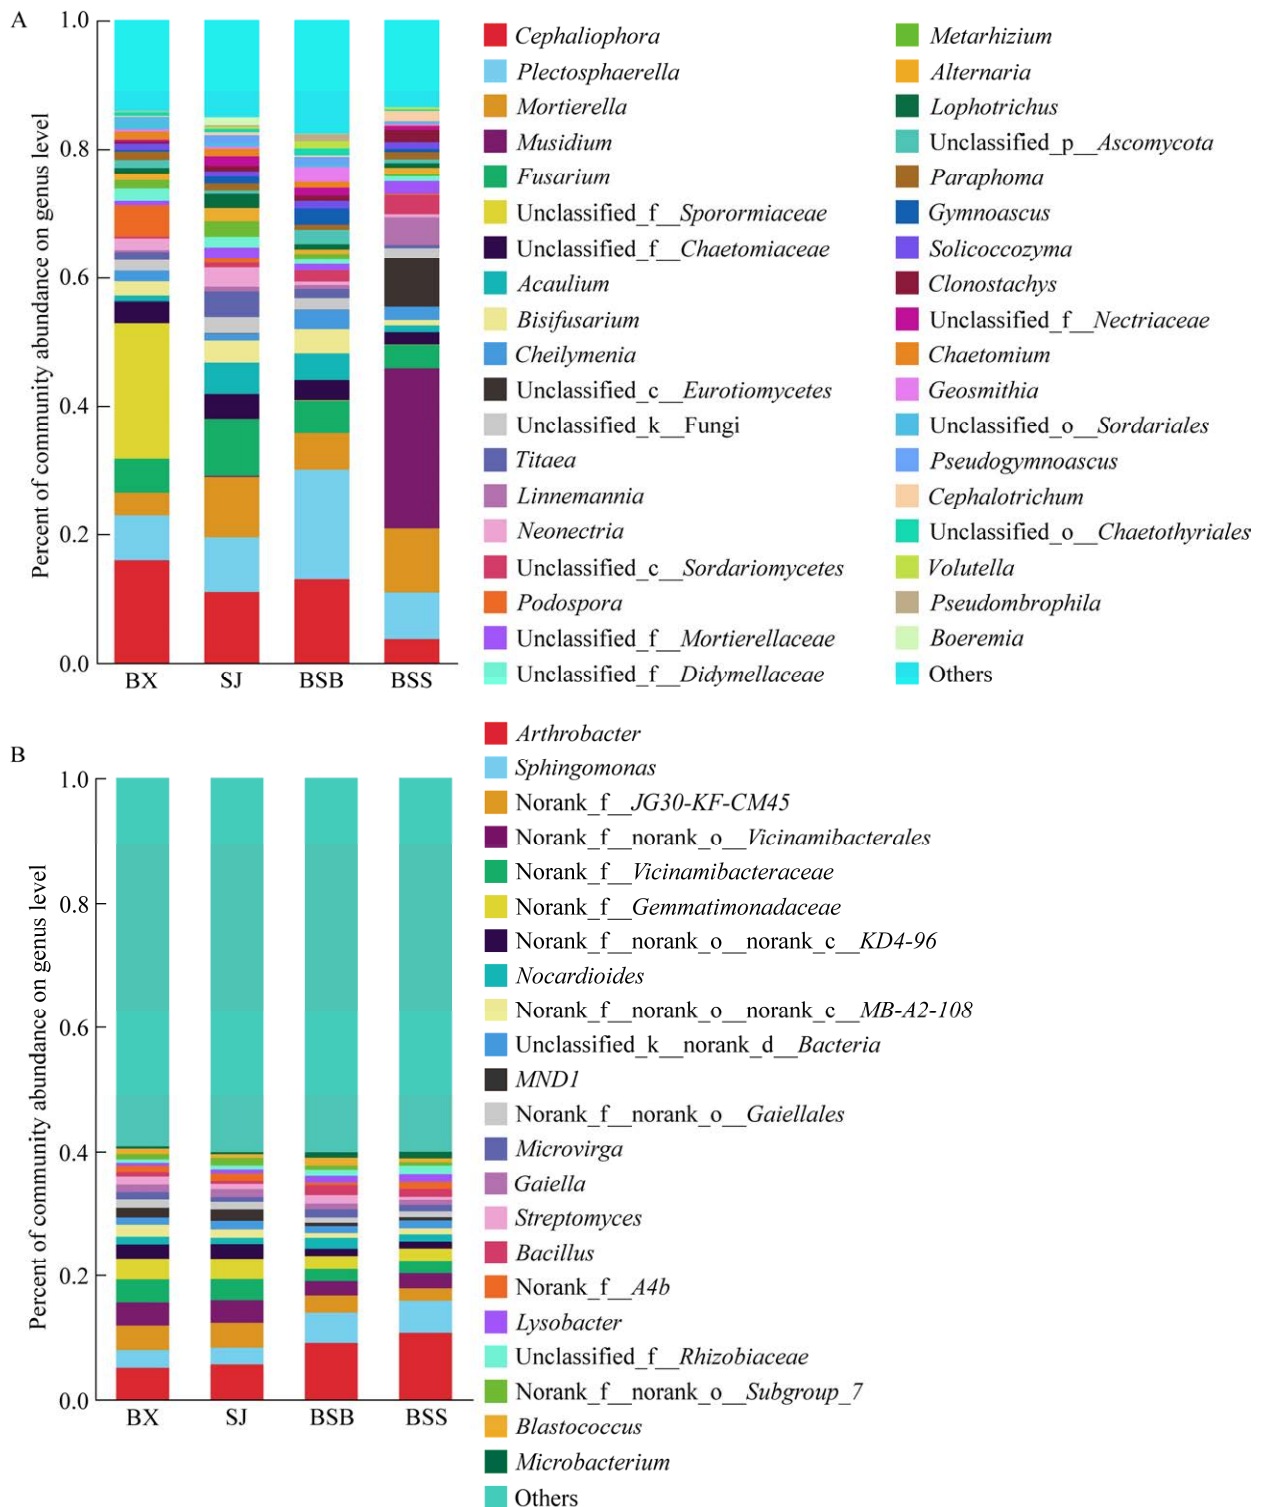 A
Percent of community abundance on genus level
1.0
0.8
0.6
0.4
0.2
0.0
BX
SJ
BSB
BSS
Cephaliophora
Plectosphaerella
Mortierella
Musidium
Fusarium
Unclassified_f__Sporormiaceae
Unclassified_f__Chaetomiaceae
Acaulium
Bisifusarium
Cheilymenia
Unclassified_c__Eurotiomycetes
Unclassified_k__Fungi
Titaea
Linnemannia
Neonectria
Unclassified_c__Sordariomycetes
Podospora
Unclassified_f__Mortierellaceae
Unclassified_f__Didymellaceae
Metarhizium
Alternaria
Lophotrichus
Unclassified_p__Ascomycota
Paraphoma
Gymnoascus
Solicoccozyma
Clonostachys
Unclassified_f__Nectriaceae
Chaetomium
Geosmithia
Unclassified_o__Sordariales
Pseudogymnoascus
Cephalotrichum
Unclassified_o__Chaetothyriales
Volutella
Pseudombrophila
Boeremia
Others
B
Percent of community abundance on genus level
1.0
0.8
0.6
0.4
0.2
0.0
BX
SJ
BSB
BSS
Arthrobacter
Sphingomonas
Norank_f__JG30-KF-CM45
Norank_f__norank_o__Vicinamibacterales
Norank_f__Vicinamibacteraceae
Norank_f__Gemmatimonadaceae
Norank_f__norank_o__norank_c__KD4-96
Nocardioides
Norank_f__norank_o__norank_c__MB-A2-108
Unclassified_k__norank_d__Bacteria
MND1
Norank_f__norank_o__Gaiellales
Microvirga
Gaiella
Streptomyces
Bacillus
Norank_f__A4b
Lysobacter
Unclassified_f__Rhizobiaceae
Norank_f__norank_o__Subgroup_7
Blastococcus
Microbacterium
Others